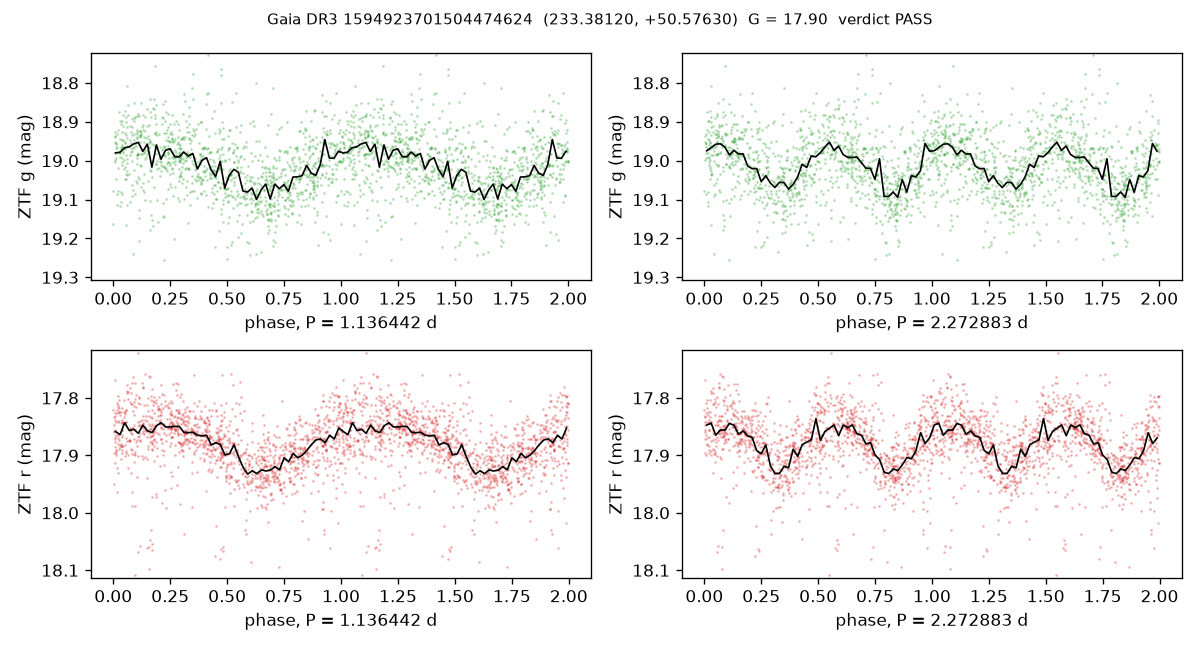 Gaia DR3 1594923701504474624  (233.38120, +50.57630)  G = 17.90  verdict PASS
ZTF g (mag)
18.8
18.9
19.0
19.1
19.2
19.3
0.00 0.25 0.50 0.75 1.00 1.25 1.50 1.75 2.00
phase, P = 1.136442 d
ZTF g (mag)
18.8
18.9
19.0
19.1
19.2
19.3
0.00 0.25 0.50 0.75 1.00 1.25 1.50 1.75 2.00
phase, P = 2.272883 d
ZTF r (mag)
17.8
17.9
18.0
18.1
0.00 0.25 0.50 0.75 1.00 1.25 1.50 1.75 2.00
phase, P = 1.136442 d
ZTF r (mag)
17.8
17.9
18.0
18.1
0.00 0.25 0.50 0.75 1.00 1.25 1.50 1.75 2.00
phase, P = 2.272883 d